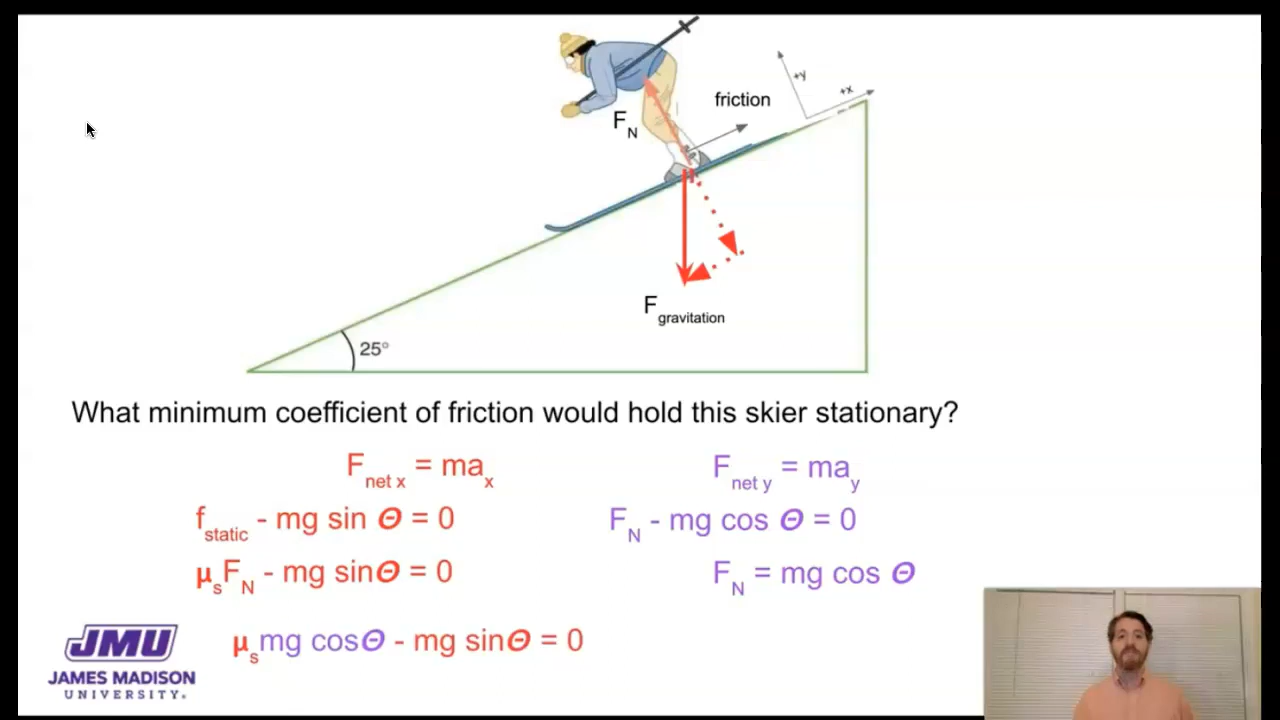 +y
+x
friction
F_N
F_gravitation
25°
What minimum coefficient of friction would hold this skier stationary?
F_net x = ma_x
F_net y = ma_y
f_static - mg sin Θ = 0
F_N - mg cos Θ = 0
μ_sF_N - mg sinΘ = 0
F_N = mg cos Θ
μ_smg cosΘ - mg sinΘ = 0
JMU
JAMES MADISON
UNIVERSITY®